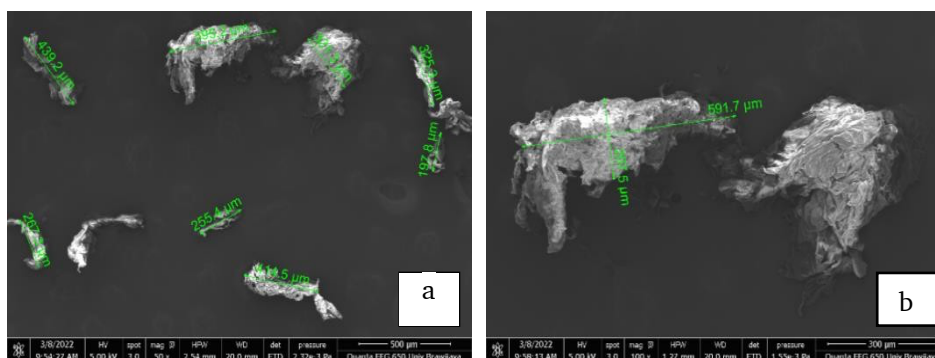 439.2 µm
325.3 µm
197.8 µm
255.4 µm
a
3/8/2022 HV spot mag WD det pressure
HPW
9:54:27 AM 5.00 kV 3.0 50 x 2.54 mm 20.0 mm ETD
500 µm
Quanta FEG 650 Univ Brawijaya
591.7 µm
b
3/8/2022 HV spot mag WD det pressure
9:58:13 AM 5.00 kV 3.0 100 x 1.27 mm 20.0 mm ETD
300 µm
Quanta FEG 650 Univ Brawijaya